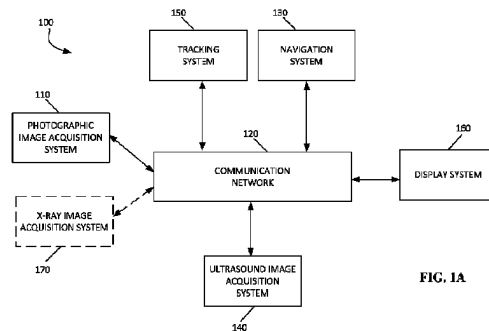 100
150
TRACKING
SYSTEM
130
NAVIGATION
SYSTEM
110
PHOTOGRAPHIC
IMAGE ACQUISITION
SYSTEM
120
COMMUNICATION
NETWORK
160
DISPLAY SYSTEM
X-RAY IMAGE
ACQUISITION SYSTEM
170
ULTRASOUND IMAGE
ACQUISITION
SYSTEM
140
FIG. 1A